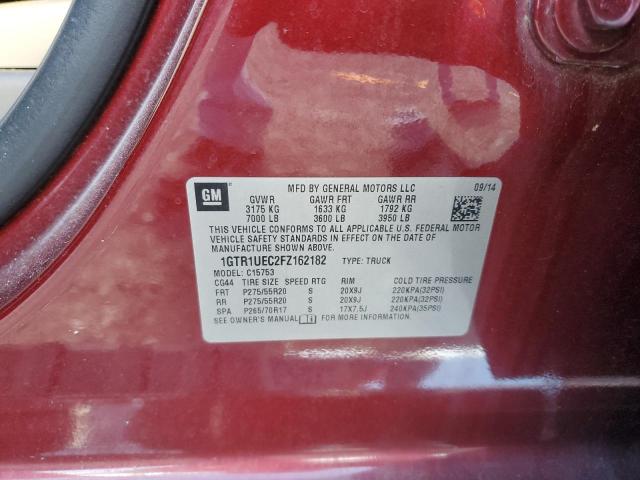 GM
MFD BY GENERAL MOTORS LLC 09/14
GVWR GAWR FRT GAWR RR
3175 KG 1633 KG 1792 KG
7000 LB 3600 LB 3950 LB
THIS VEHICLE CONFORMS TO ALL APPLICABLE U.S. FEDERAL MOTOR
VEHICLE SAFETY STANDARDS IN EFFECT ON THE DATE OF
MANUFACTURE SHOWN ABOVE.
1GTR1UEC2FZ162182 TYPE: TRUCK
MODEL: C15753
CG44 TIRE SIZE SPEED RTG RIM COLD TIRE PRESSURE
FRT P275/55R20 S 20X9J 220KPA(32PSI)
RR P275/55R20 S 20X9J 220KPA(32PSI)
SPA P265/70R17 S 17X7.5J 240KPA(35PSI)
SEE OWNER'S MANUAL